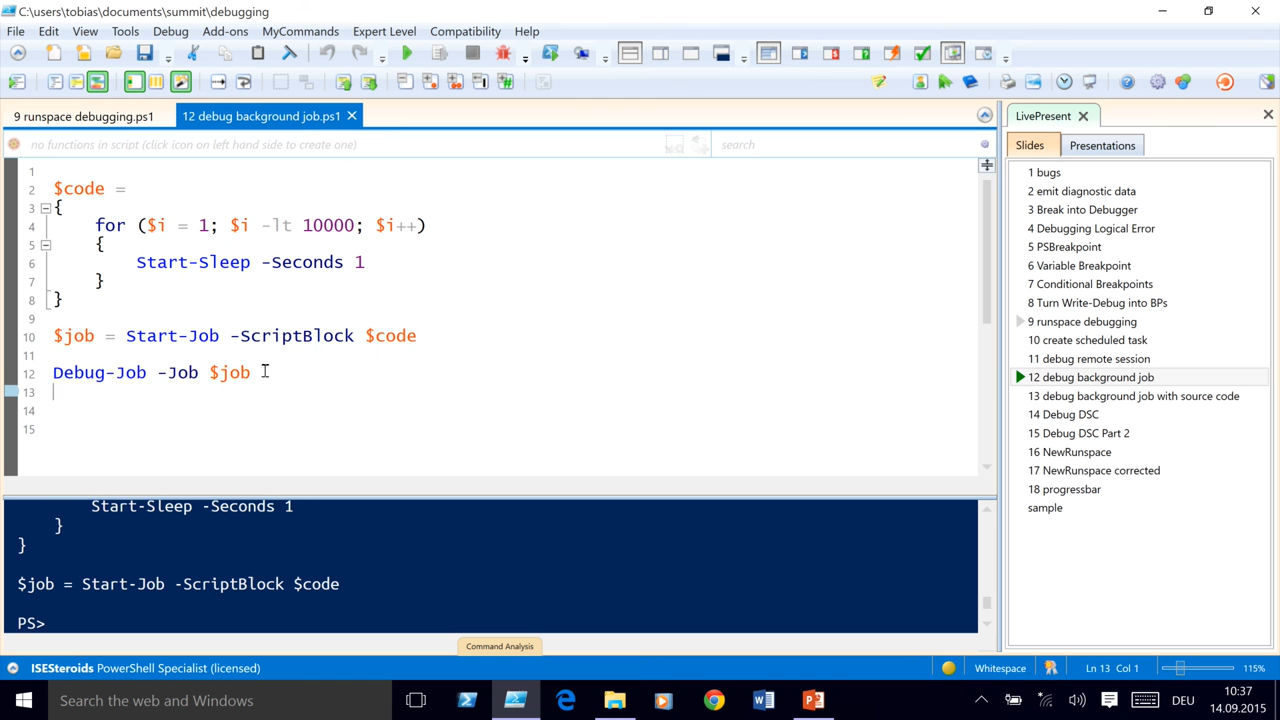 C:\users\tobias\documents\summit\debugging
File Edit View Tools Debug Add-ons MyCommands Expert Level Compatibility Help
9 runspace debugging.ps1
12 debug background job.ps1
no functions in script (click icon on left hand side to create one)
search
1
2 $code =
3 {
4 for ($i = 1; $i -lt 10000; $i++)
5 {
6 Start-Sleep -Seconds 1
7 }
8 }
9
10 $job = Start-Job -ScriptBlock $code
11
12 Debug-Job -Job $job
13
14
15
Start-Sleep -Seconds 1
}
}
$job = Start-Job -ScriptBlock $code
PS>
Command Analysis
LivePresent
Slides Presentations
1 bugs
2 emit diagnostic data
3 Break into Debugger
4 Debugging Logical Error
5 PSBreakpoint
6 Variable Breakpoint
7 Conditional Breakpoints
8 Turn Write-Debug into BPs
9 runspace debugging
10 create scheduled task
11 debug remote session
12 debug background job
13 debug background job with source code
14 Debug DSC
15 Debug DSC Part 2
16 NewRunspace
17 NewRunspace corrected
18 progressbar
sample
ISESteroids PowerShell Specialist (licensed)
Whitespace
Ln 13 Col 1
115%
Search the web and Windows
DEU
10:37
14.09.2015